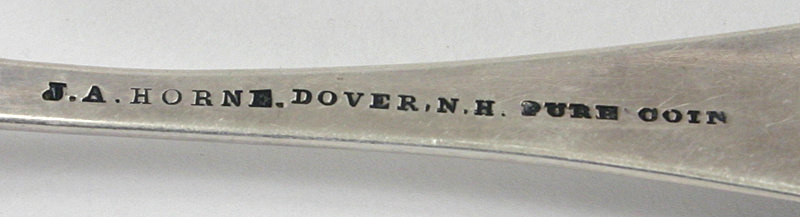 J.A. HORNE. DOVER, N.H. PURE COIN